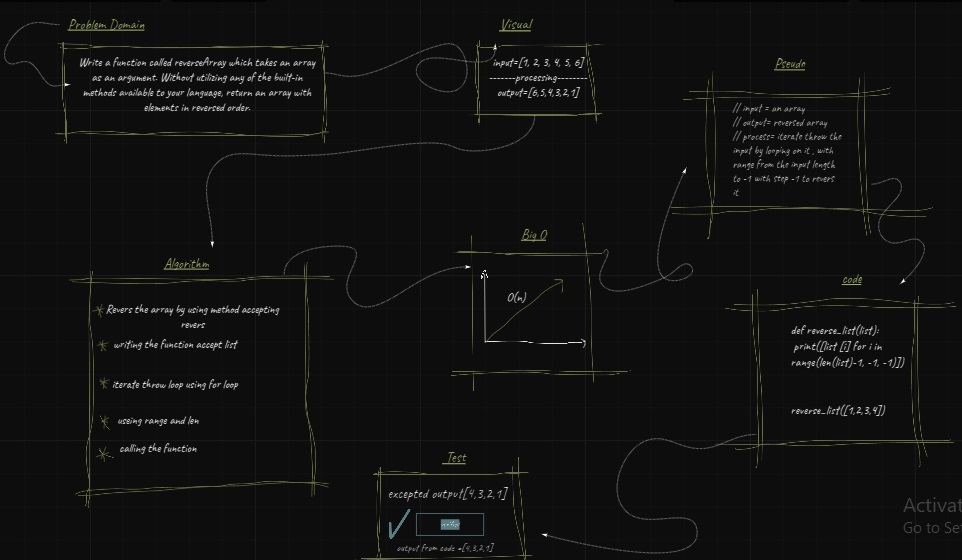 Problem Domain
Write a function called reverseArray which takes an array
as an argument. Without utilizing any of the built-in
methods available to your language, return an array with
elements in reversed order.
Visual
input=[1, 2, 3, 4, 5, 6]
-------processing--------
output=[6,5,4,3,2,1]
Algorithm
Revers the array by using method accepting
revers
writing the function accept list
iterate throw loop using for loop
useing range and len
calling the function
Big O
O(n)
Pseudo
// input = an array
// output= reversed array
// process= iterate throw the
input by looping on it , with
range from the input length
to -1 with step -1 to revers
it
code
def reverse_list(list):
print([list [i] for i in
range(len(list)-1, -1, -1)])
reverse_list([1,2,3,4])
Test
excepted output[4,3,2,1]
output from code =[4,3,2,1]
Activat
Go to Se